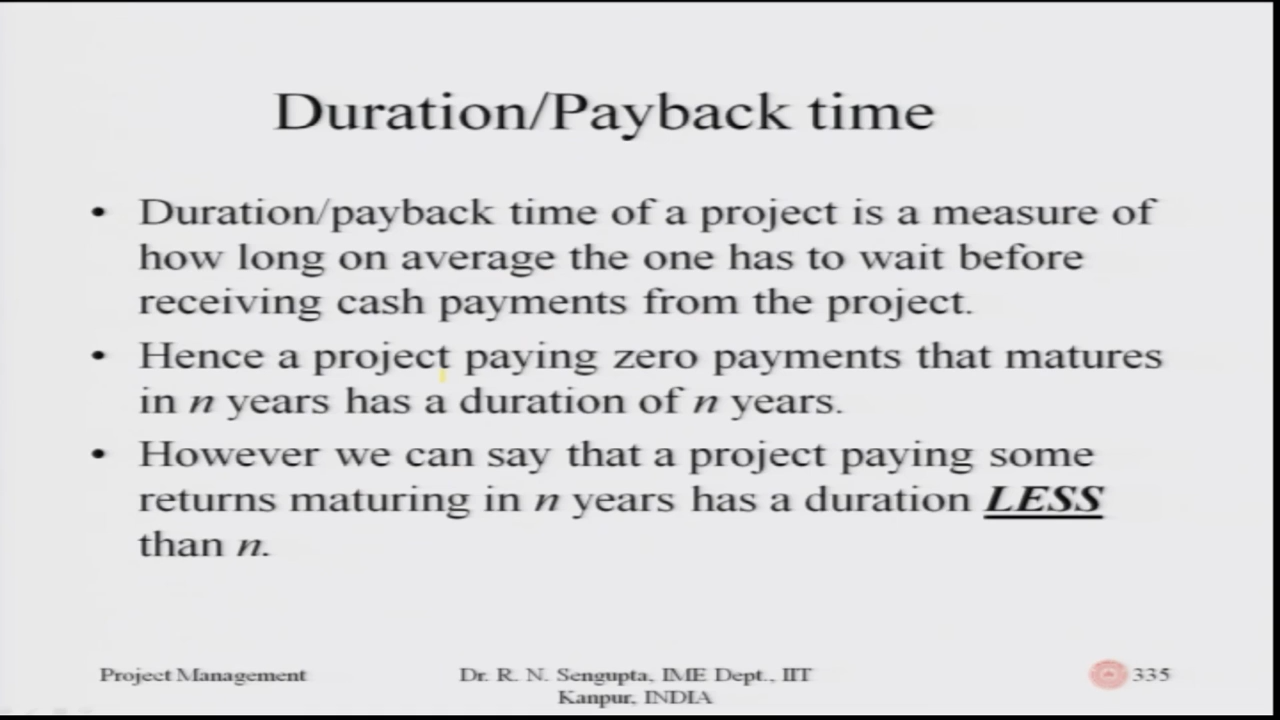 Duration/Payback time
• Duration/payback time of a project is a measure of
how long on average the one has to wait before
receiving cash payments from the project.
• Hence a project paying zero payments that matures
in n years has a duration of n years.
• However we can say that a project paying some
returns maturing in n years has a duration LESS
than n.
Project Management
Dr. R. N. Sengupta, IME Dept., IIT
Kanpur, INDIA
335